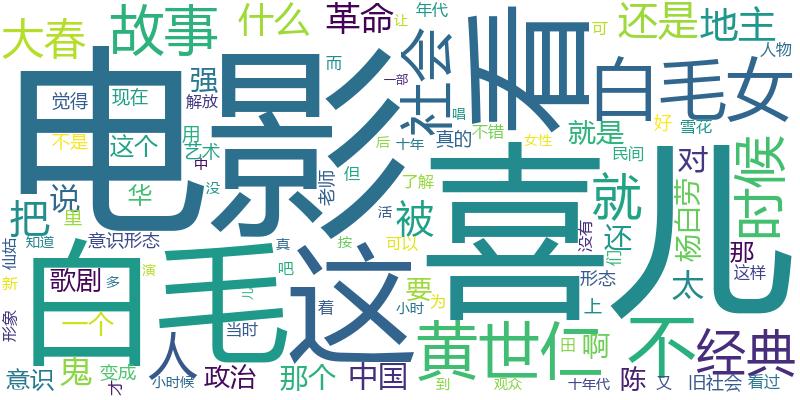 大春
故事
什么
革命
年代
让
还是
可
地主
人物
电影
而
社会
看
白毛女
觉得
现在
强
解放
一部
唱
真的
不错
就是
女性
好
雪花
不是
这个
用
艺术
中
十年
后
民间
对
时候
说
华
没
老师
但
了解
喜儿
把
里
被
就
杨白劳
活
还
没有
们
那
这样
仙姑
知道
意识形态
白毛
真
按
这
可以
形态
太
新
歌剧
多
演
吧
要
上
儿
着
小时
为
形象
一个
当时
人
黄世仁
田
啊
不
经典
意识
鬼
变成
才
小时候
政治
那个
中国
到
观众
十年代
陈
又
旧社会
看过